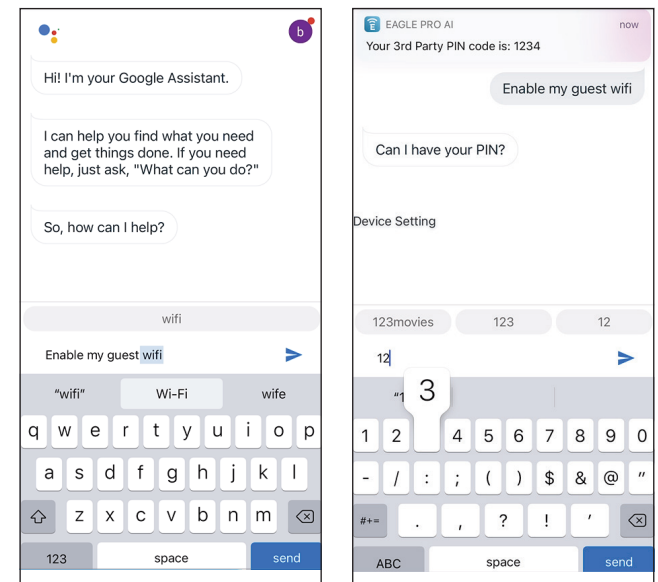 b
Hi! I'm your Google Assistant.
I can help you find what you need
and get things done. If you need
help, just ask, "What can you do?"
So, how can I help?
wifi
Enable my guest wifi
“wifi” Wi-Fi wife
q w e r t y u i o p
a s d f g h j k l
z x c v b n m
123 space send
EAGLE PRO AI now
Your 3rd Party PIN code is: 1234
Enable my guest wifi
Can I have your PIN?
Device Setting
123movies 123 12
12
“1
3
1 2 4 5 6 7 8 9 0
- / : ; ( ) $ & @ "
#+= . , ? ! ’
ABC space send